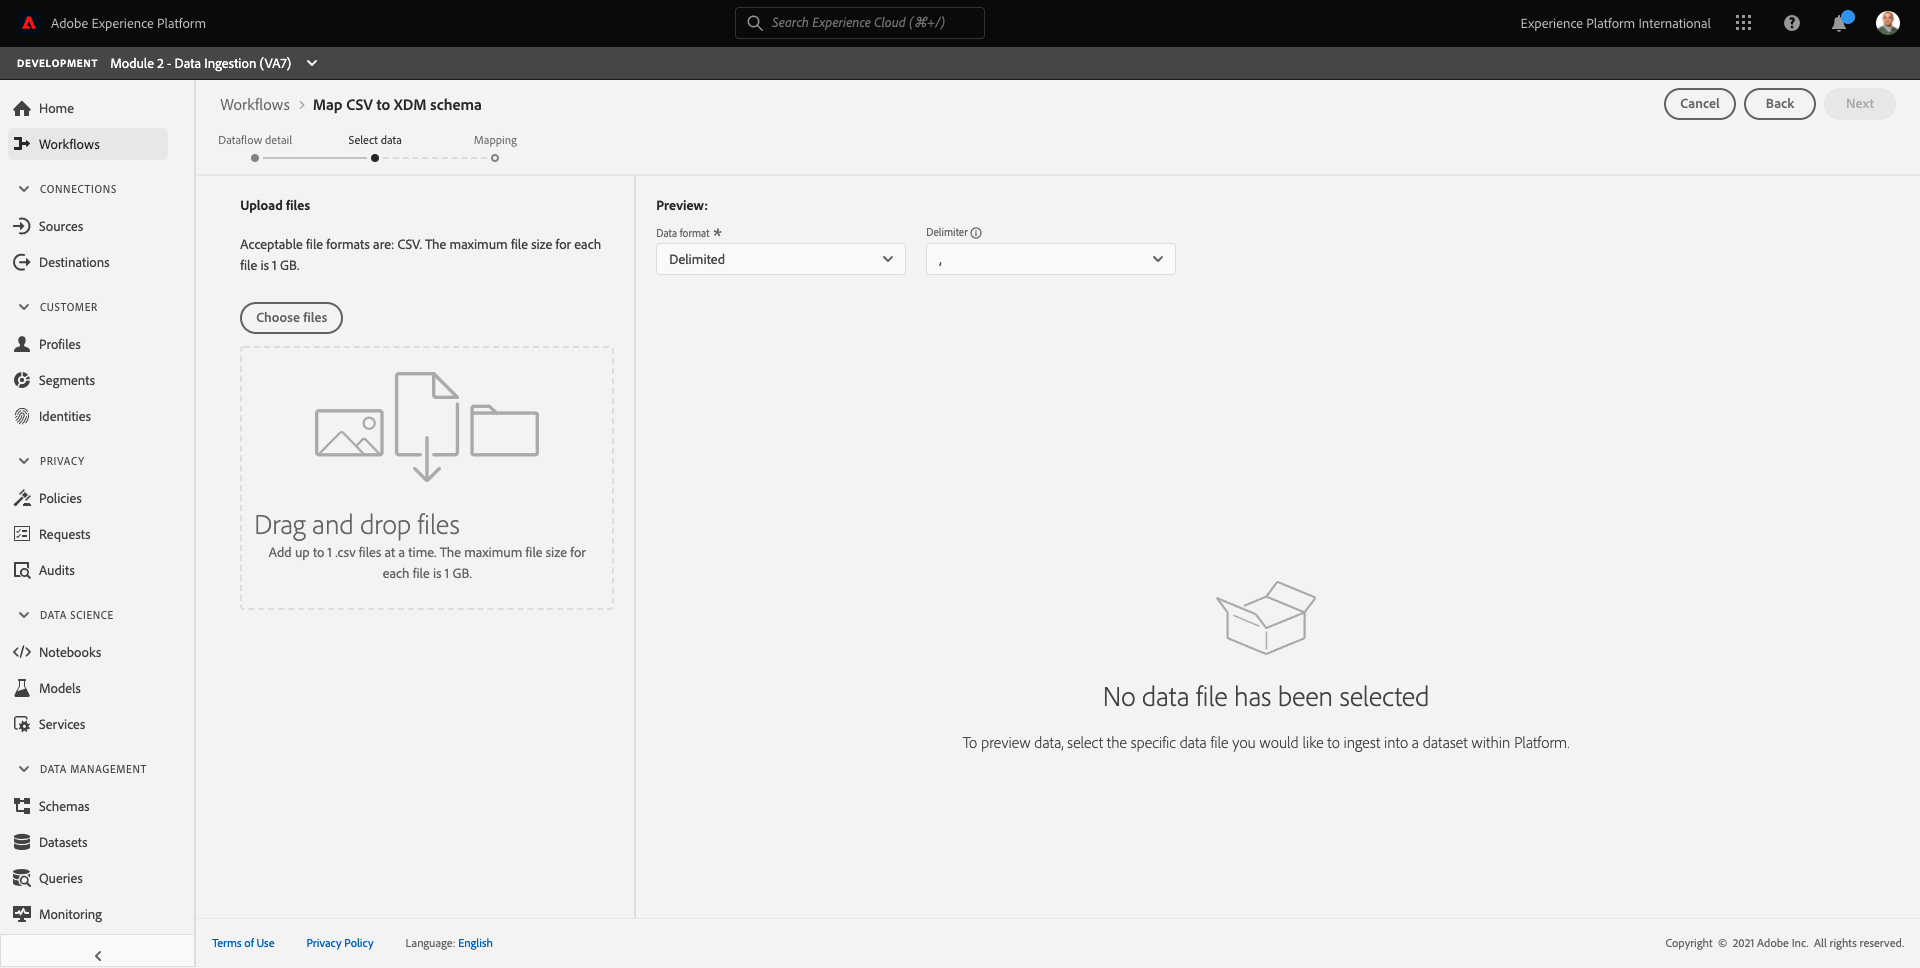 Adobe Experience Platform
Search Experience Cloud (⌘+/)
Experience Platform International
DEVELOPMENT Module 2 - Data Ingestion (VA7)
Home
Workflows
CONNECTIONS
Sources
Destinations
CUSTOMER
Profiles
Segments
Identities
PRIVACY
Policies
Requests
Audits
DATA SCIENCE
Notebooks
Models
Services
DATA MANAGEMENT
Schemas
Datasets
Queries
Monitoring
Workflows > Map CSV to XDM schema
Cancel
Back
Next
Dataflow detail
Select data
Mapping
Upload files
Acceptable file formats are: CSV. The maximum file size for each
file is 1 GB.
Choose files
Drag and drop files
Add up to 1 .csv files at a time. The maximum file size for
each file is 1 GB.
Preview:
Data format *
Delimited
Delimiter
,
No data file has been selected
To preview data, select the specific data file you would like to ingest into a dataset within Platform.
Terms of Use
Privacy Policy
Language: English
Copyright © 2021 Adobe Inc. All rights reserved.